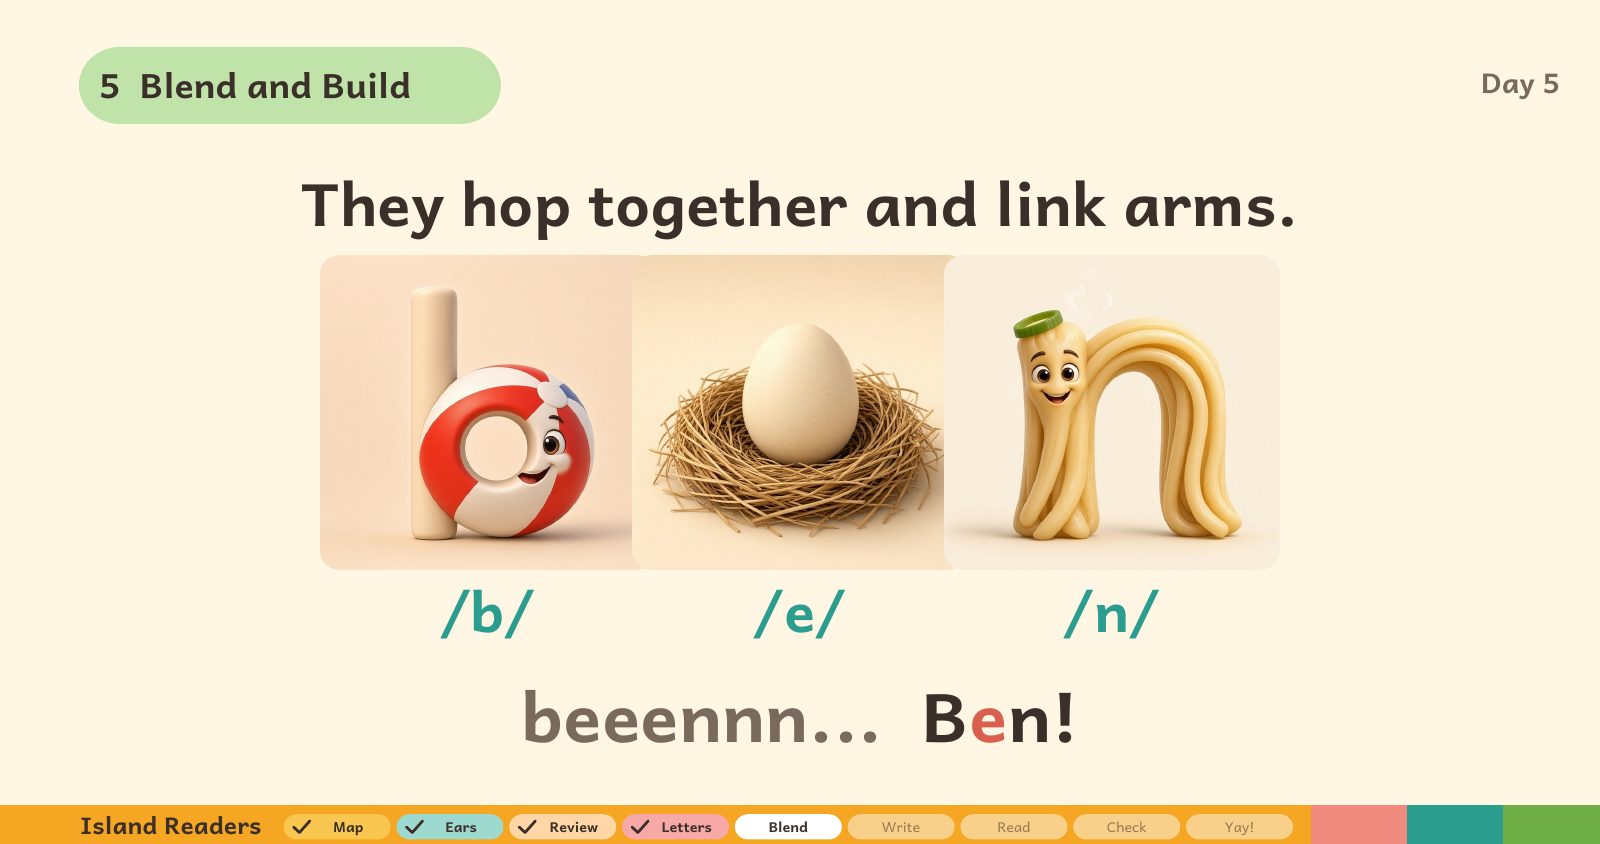 5 Blend and Build
Day 5
They hop together and link arms.
/b/ /e/ /n/
beeennn... Ben!
Island Readers Map Ears Review Letters Blend Write Read Check Yay!